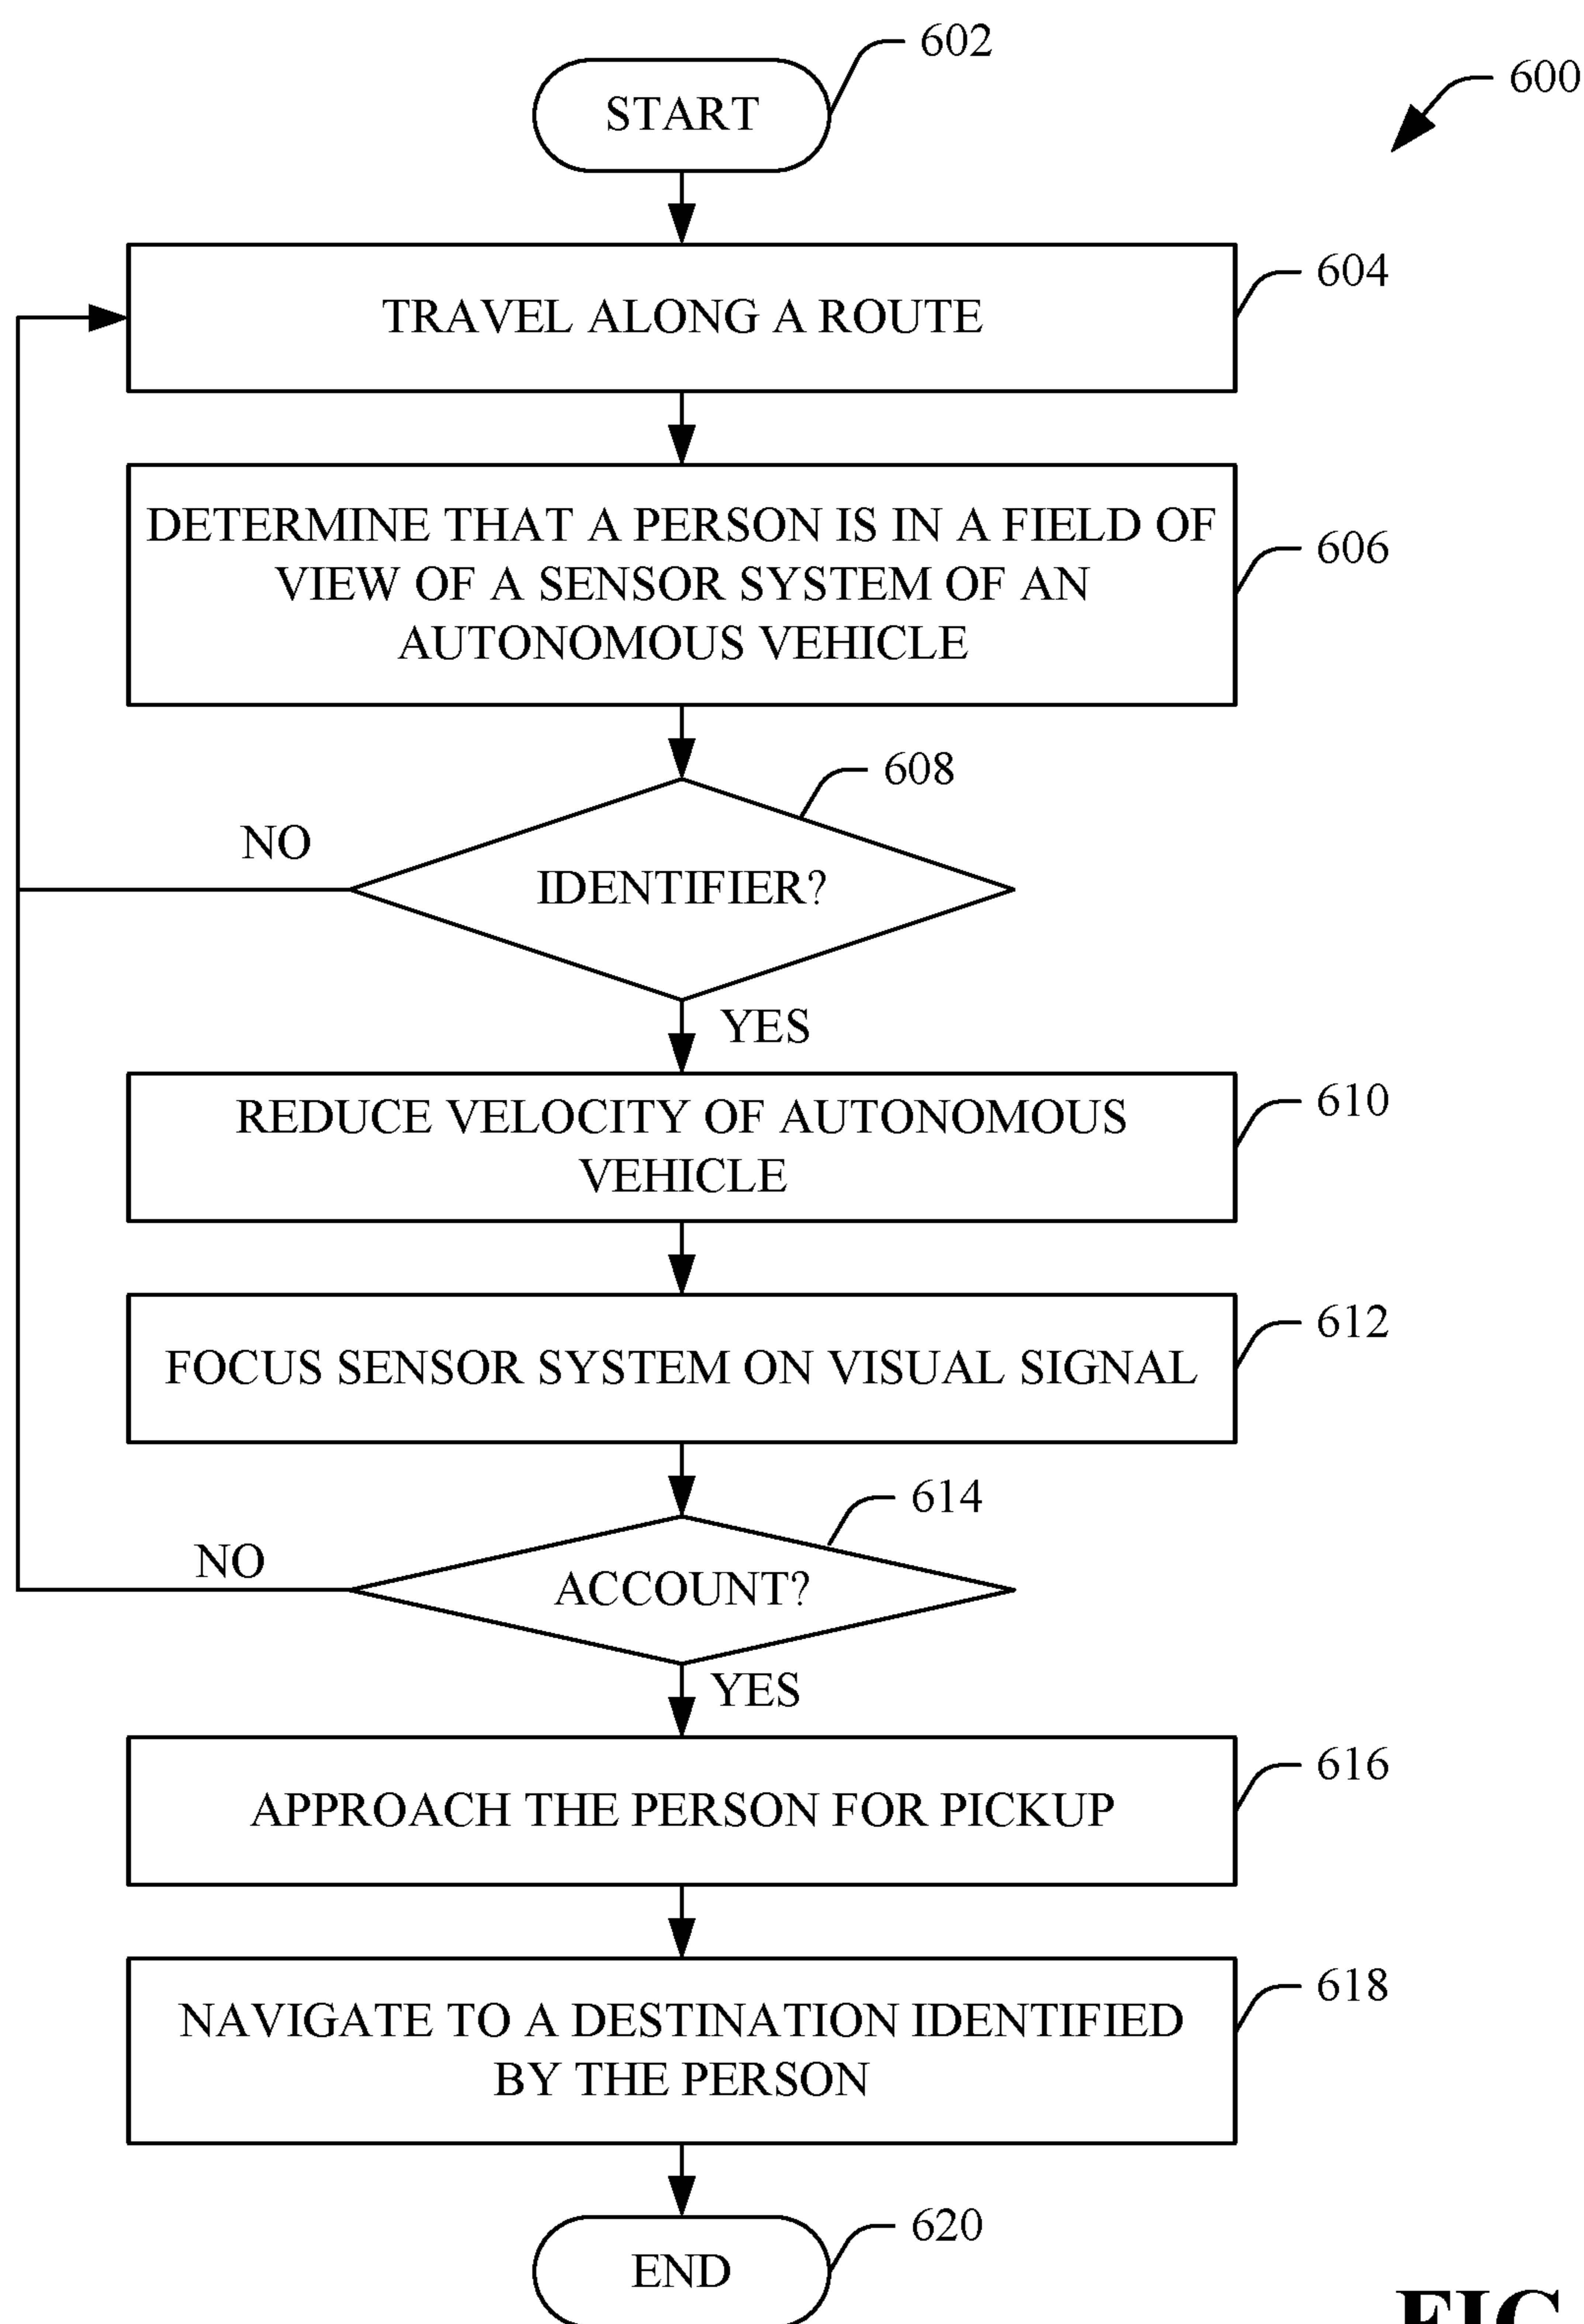 602
600
START
604
TRAVEL ALONG A ROUTE
DETERMINE THAT A PERSON IS IN A FIELD OF
VIEW OF A SENSOR SYSTEM OF AN
AUTONOMOUS VEHICLE
606
608
NO
IDENTIFIER?
YES
REDUCE VELOCITY OF AUTONOMOUS
VEHICLE
610
612
FOCUS SENSOR SYSTEM ON VISUAL SIGNAL
614
NO
ACCOUNT?
YES
616
APPROACH THE PERSON FOR PICKUP
618
NAVIGATE TO A DESTINATION IDENTIFIED
BY THE PERSON
620
END